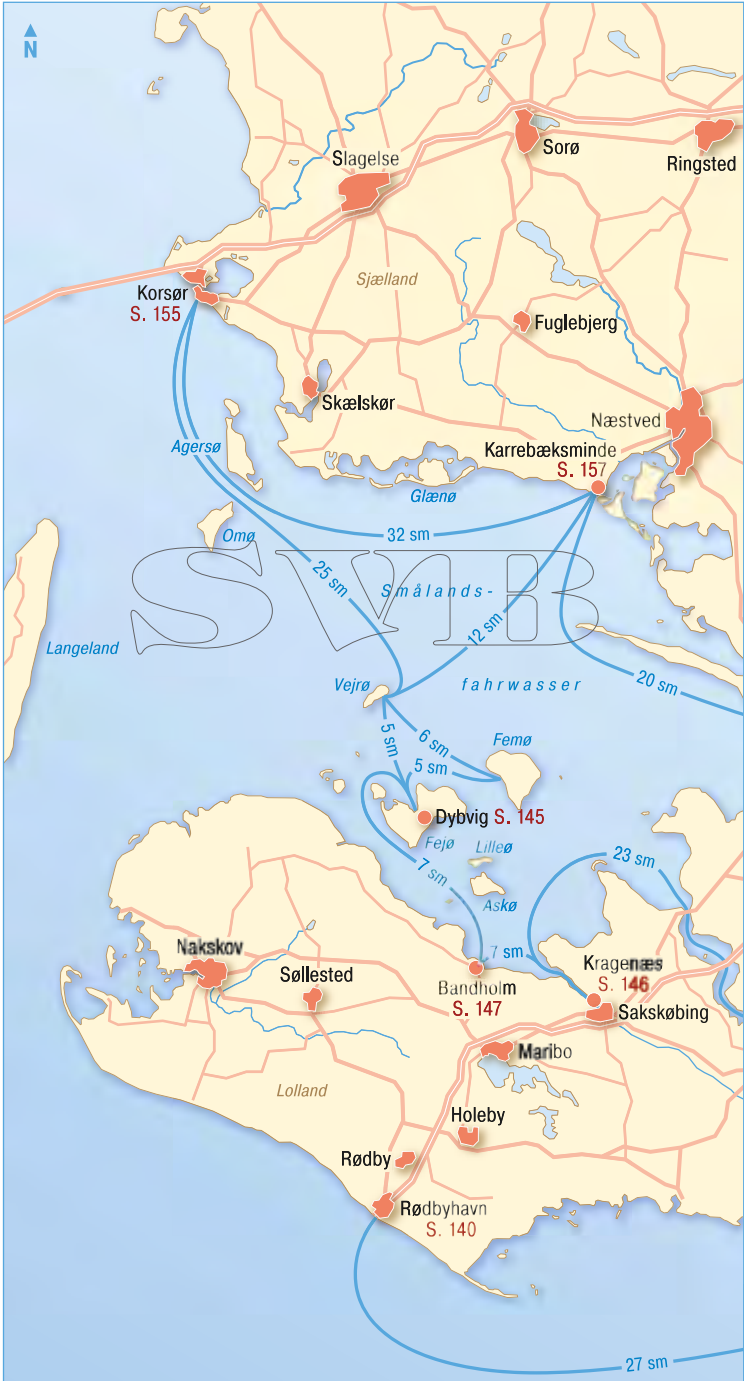 N
Slagelse
Sorø
Ringsted
Sjælland
Korsør
S. 155
Fuglebjerg
Skælskør
Næstved
Agersø
Karrebæksminde
S. 157
Glænø
Omø
32 sm
25 sm
Smålands-
SVB
12 sm
Langeland
20 sm
Vejrø
fahrwasser
5 sm
6 sm
Femø
5 sm
Dybvig S. 145
Fejø
Lilleø
23 sm
7 sm
Askø
Nakskov
7 sm
Kragenæs
S. 146
Søllested
Bandholm
S. 147
Sakskøbing
Maribo
Lolland
Holeby
Rødby
Rødbyhavn
S. 140
27 sm